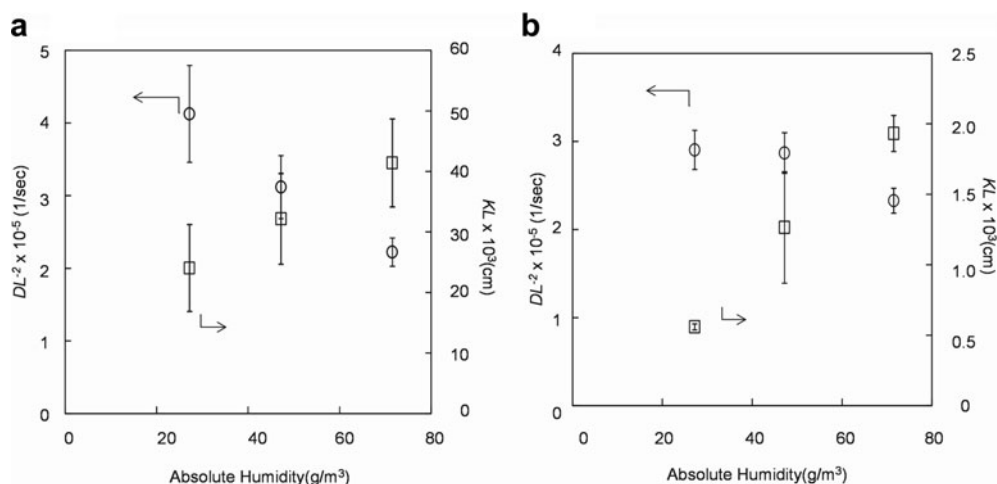 a
5
4
3
2
1
0
DL⁻² x 10⁻⁵ (1/sec)
60
50
40
30
20
10
0
KL x 10³(cm)
0 20 40 60 80
Absolute Humidity(g/m³)
b
4
3
2
1
0
DL⁻² x 10⁻⁵ (1/sec)
2.5
2.0
1.5
1.0
0.5
0
KL x 10³(cm)
0 20 40 60 80
Absolute Humidity(g/m³)